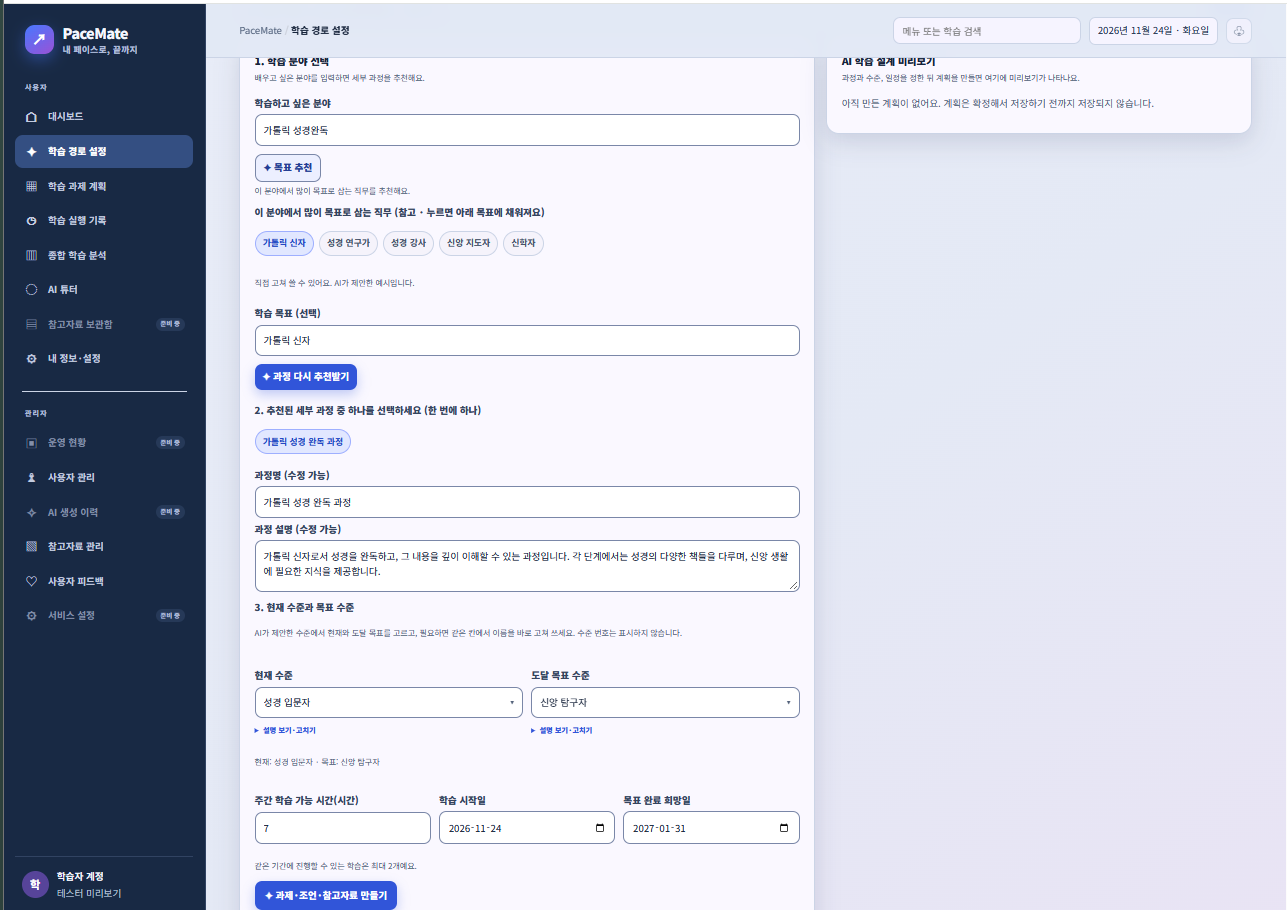 PaceMate
내 페이스로, 끝까지
사용자
대시보드
학습 경로 설정
학습 과제 계획
학습 실행 기록
종합 학습 분석
AI 튜터
참고자료 보관함 준비 중
내 정보·설정
관리자
운영 현황 준비 중
사용자 관리
AI 생성 이력 준비 중
참고자료 관리
사용자 피드백
서비스 설정 준비 중
학
학습자 계정
테스터 미리보기
PaceMate / 학습 경로 설정
메뉴 또는 학습 검색
2026년 11월 24일 · 화요일
1. 학습 분야 선택
배우고 싶은 분야를 입력하면 세부 과정을 추천해요.
학습하고 싶은 분야
가톨릭 성경완독
✦ 목표 추천
이 분야에서 많이 목표로 삼는 직무를 추천해요.
이 분야에서 많이 목표로 삼는 직무 (참고 · 누르면 아래 목표에 채워져요)
가톨릭 신자 성경 연구가 성경 강사 신앙 지도자 신학자
직접 고쳐 쓸 수 있어요. AI가 제안한 예시입니다.
학습 목표 (선택)
가톨릭 신자
✦ 과정 다시 추천받기
2. 추천된 세부 과정 중 하나를 선택하세요 (한 번에 하나)
가톨릭 성경 완독 과정
과정명 (수정 가능)
가톨릭 성경 완독 과정
과정 설명 (수정 가능)
가톨릭 신자로서 성경을 완독하고, 그 내용을 깊이 이해할 수 있는 과정입니다. 각 단계에서는 성경의 다양한 책들을 다루며, 신앙 생활
에 필요한 지식을 제공합니다.
3. 현재 수준과 목표 수준
AI가 제안한 수준에서 현재와 도달 목표를 고르고, 필요하면 같은 칸에서 이름을 바로 고쳐 쓰세요. 수준 번호는 표시하지 않습니다.
현재 수준 도달 목표 수준
성경 입문자 신앙 탐구자
▶ 설명 보기·고치기 ▶ 설명 보기·고치기
현재: 성경 입문자 · 목표: 신앙 탐구자
주간 학습 가능 시간(시간) 학습 시작일 목표 완료 희망일
7 2026-11-24 2027-01-31
같은 기간에 진행할 수 있는 학습은 최대 2개예요.
✦ 과제·조언·참고자료 만들기
AI 학습 설계 미리보기
과정과 수준, 일정을 정한 뒤 계획을 만들면 여기에 미리보기가 나타나요.
아직 만든 계획이 없어요. 계획은 확정해서 저장하기 전까지 저장되지 않습니다.